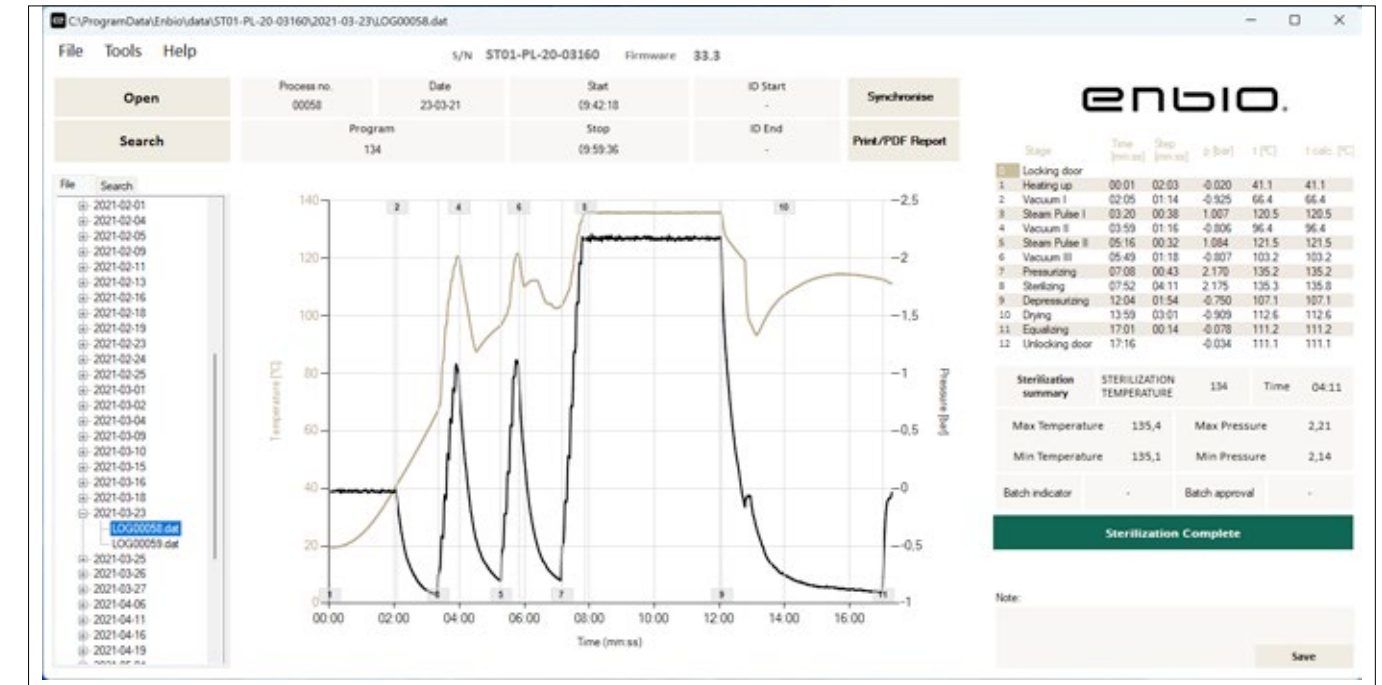 C:\ProgramData\Enbio\data\ST01-PL-20-03160\2021-03-23\LOG00058.dat
File Tools Help
S/N ST01-PL-20-03160 Firmware 33.3
Open
Process no. 00058
Date 23-03-21
Start 09:42:18
ID Start -
Synchronise
Search
Program 134
Stop 09:59:36
ID End -
Print/PDF Report
enbio.
File Search
2021-02-01
2021-02-04
2021-02-05
2021-02-09
2021-02-11
2021-02-13
2021-02-16
2021-02-18
2021-02-19
2021-02-23
2021-02-24
2021-02-25
2021-03-01
2021-03-02
2021-03-04
2021-03-09
2021-03-10
2021-03-15
2021-03-16
2021-03-18
2021-03-23
LOG00058.dat
LOG00059.dat
2021-03-25
2021-03-26
2021-03-27
2021-04-06
2021-04-11
2021-04-16
2021-04-19
Temperature [°C]
140
120
100
80
60
40
20
0
2 4 6 8 10
1 3 5 7 9 11
-2.5
-2
-1,5
-1
-0,5
-0
-0,5
-1
Pressure [bar]
00:00 02:00 04:00 06:00 08:00 10:00 12:00 14:00 16:00
Time (mm:ss)
Stage Time [mm:ss] Step [mm:ss] p [bar] t [°C] t calc. [°C]
0 Locking door
1 Heating up 00:01 02:03 -0.020 41.1 41.1
2 Vacuum I 02:05 01:14 -0.925 66.4 66.4
3 Steam Pulse I 03:20 00:38 1.007 120.5 120.5
4 Vacuum II 03:59 01:16 -0.806 96.4 96.4
5 Steam Pulse II 05:16 00:32 1.084 121.5 121.5
6 Vacuum III 05:49 01:18 -0.807 103.2 103.2
7 Pressurizing 07:08 00:43 2.170 135.2 135.2
8 Sterilizing 07:52 04:11 2.175 135.3 135.8
9 Depressurizing 12:04 01:54 -0.750 107.1 107.1
10 Drying 13:59 03:01 -0.909 112.6 112.6
11 Equalizing 17:01 00:14 -0.078 111.2 111.2
12 Unlocking door 17:16 -0.034 111.1 111.1
Sterilization summary STERILIZATION TEMPERATURE 134 Time 04:11
Max Temperature 135,4 Max Pressure 2,21
Min Temperature 135,1 Min Pressure 2,14
Batch indicator - Batch approval -
Sterilization Complete
Note:
Save